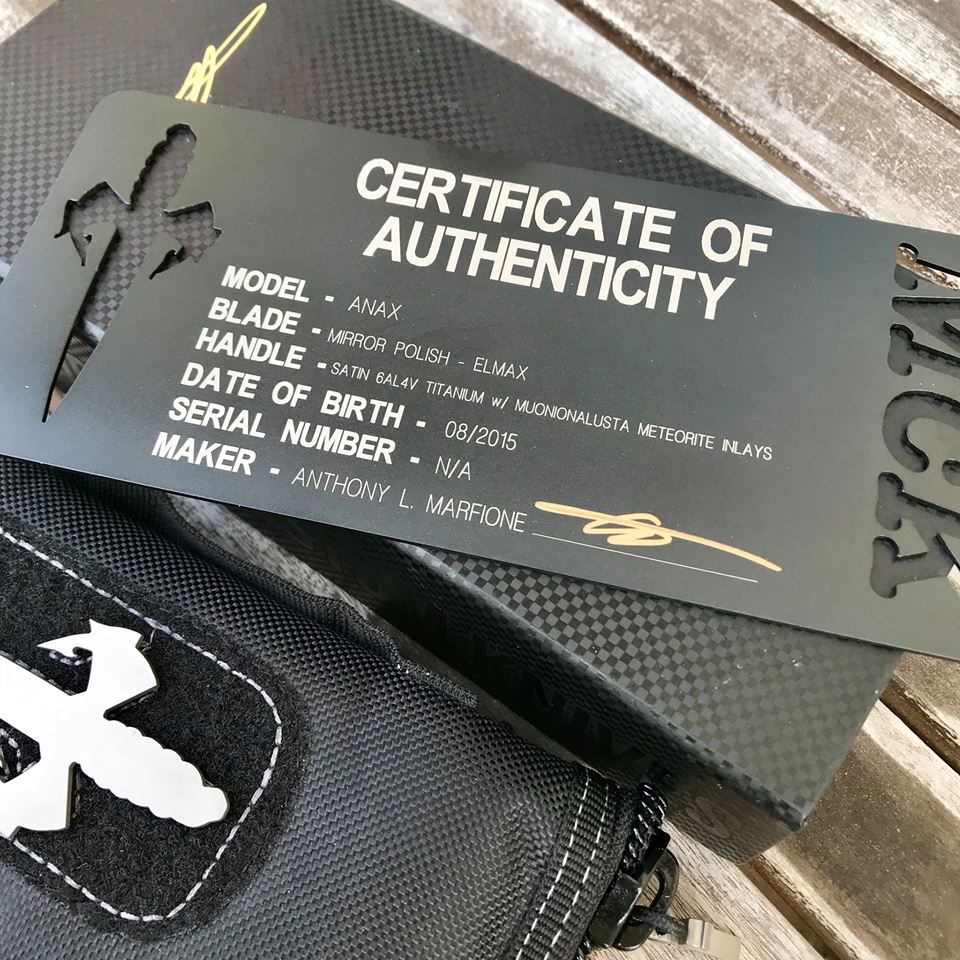 CERTIFICATE OF
AUTHENTICITY
MODEL - ANAX
BLADE - MIRROR POLISH - ELMAX
HANDLE - SATIN 6AL4V TITANIUM w/ MUONIONALUSTA METEORITE INLAYS
DATE OF BIRTH - 08/2015
SERIAL NUMBER - N/A
MAKER - ANTHONY L. MARFIONE